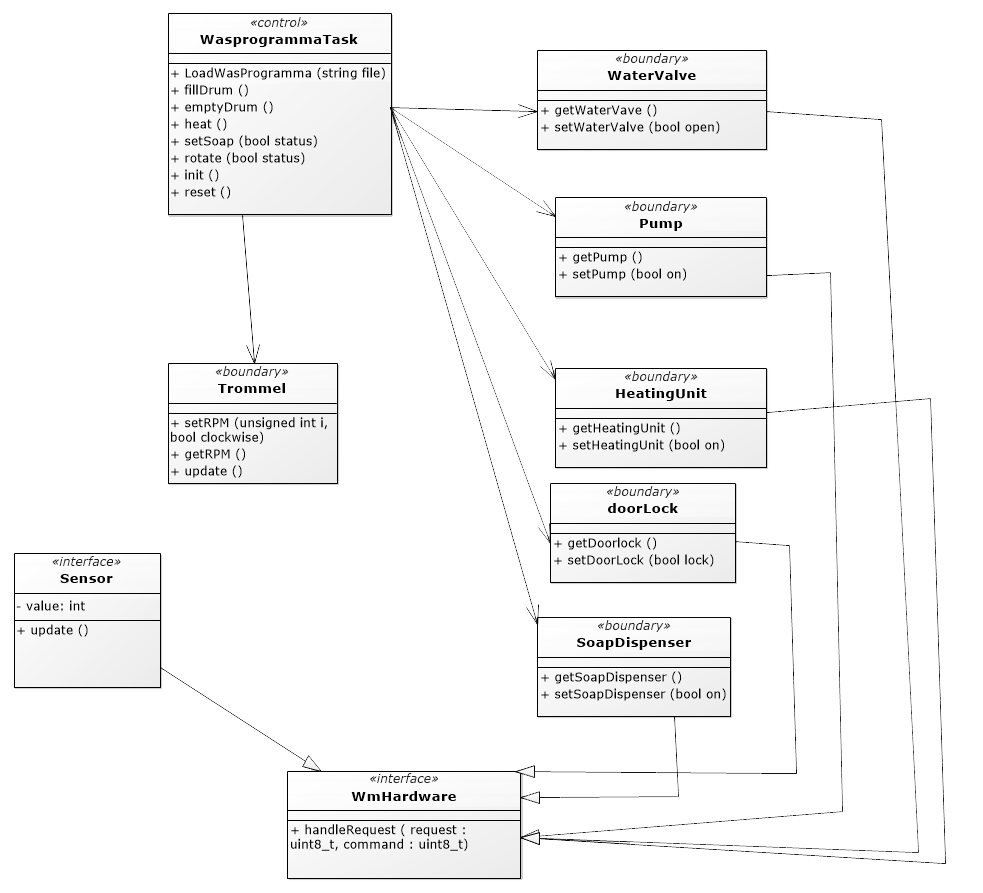 «control»
WasprogrammaTask
+ LoadWasProgramma (string file)
+ fillDrum ()
+ emptyDrum ()
+ heat ()
+ setSoap (bool status)
+ rotate (bool status)
+ init ()
+ reset ()
«boundary»
WaterValve
+ getWaterVave ()
+ setWaterValve (bool open)
«boundary»
Pump
+ getPump ()
+ setPump (bool on)
«boundary»
Trommel
+ setRPM (unsigned int i,
bool clockwise)
+ getRPM ()
+ update ()
«boundary»
HeatingUnit
+ getHeatingUnit ()
+ setHeatingUnit (bool on)
«boundary»
doorLock
+ getDoorlock ()
+ setDoorLock (bool lock)
«interface»
Sensor
- value: int
+ update ()
«boundary»
SoapDispenser
+ getSoapDispenser ()
+ setSoapDispenser (bool on)
«interface»
WmHardware
+ handleRequest ( request :
uint8_t, command : uint8_t)